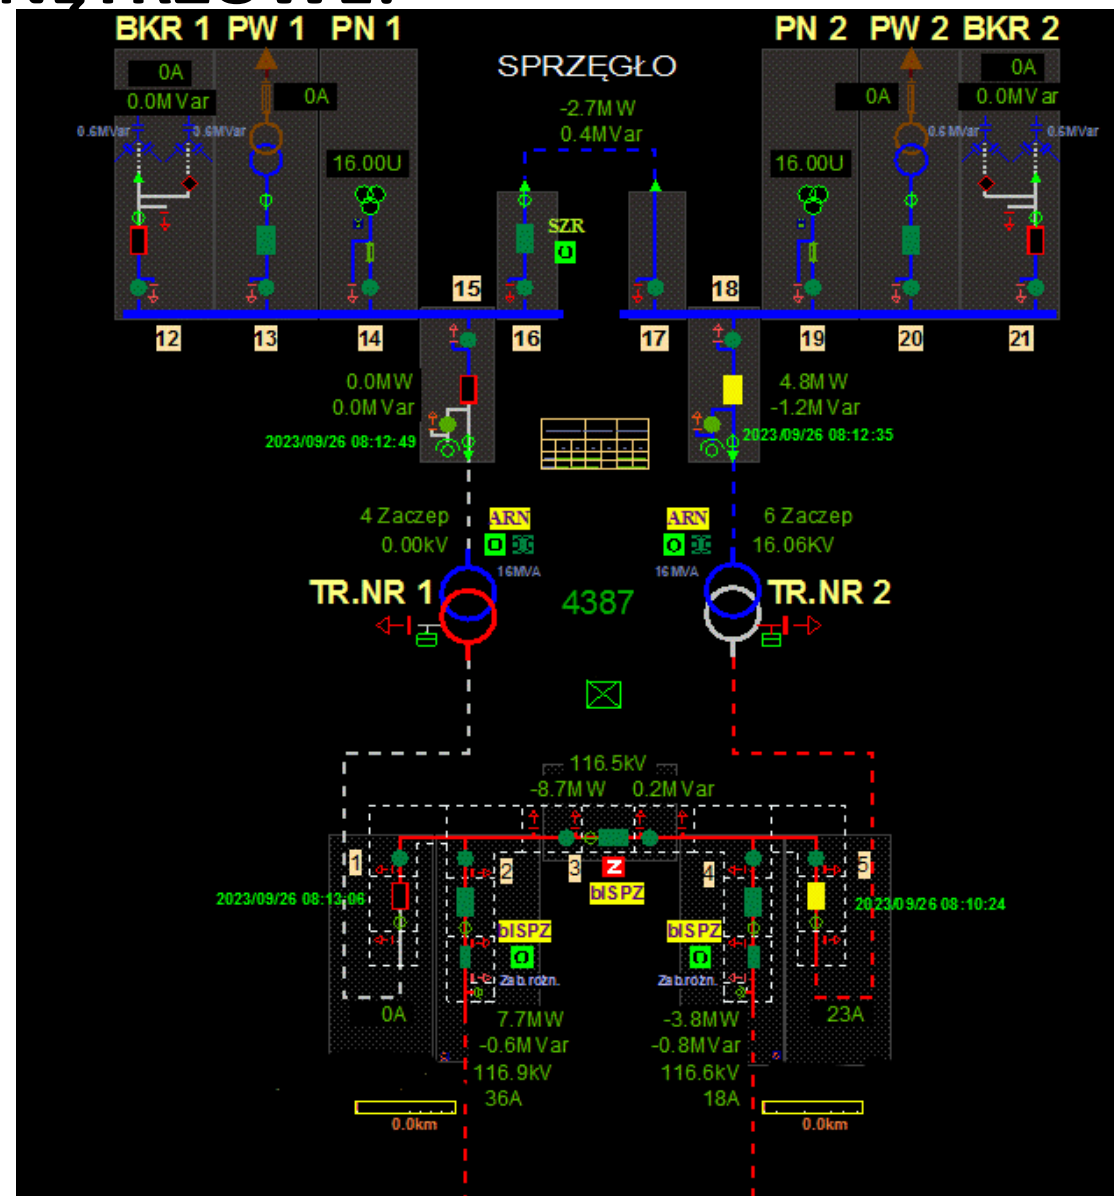 BKR 1 PW 1 PN 1 PN 2 PW 2 BKR 2
SPRZĘGŁO
0A 0A
0.0MVar 0A 0A 0.0MVar
-2.7MW
0.4MVar
0.6MVar 0.6MVar 0.6MVar 0.6MVar
16.00U 16.00U
SZR
15 18
12 13 14 16 17 19 20 21
0.0MW 4.8MW
0.0MVar -1.2MVar
2023/09/26 08:12:49 2023/09/26 08:12:35
4 Zaczep ARN ARN 6 Zaczep
0.00kV 16.06KV
16MVA 16MVA
TR.NR 1 4387 TR.NR 2
116.5kV
-8.7MW 0.2MVar
1 2 3 4 5
Z
blSPZ
2023/09/26 08:13:06 2023/09/26 08:10:24
blSPZ blSPZ
Zab.rozn. Zab.rozn.
0A 7.7MW -3.8MW 23A
-0.6MVar -0.8MVar
116.9kV 116.6kV
36A 18A
0.0km 0.0km